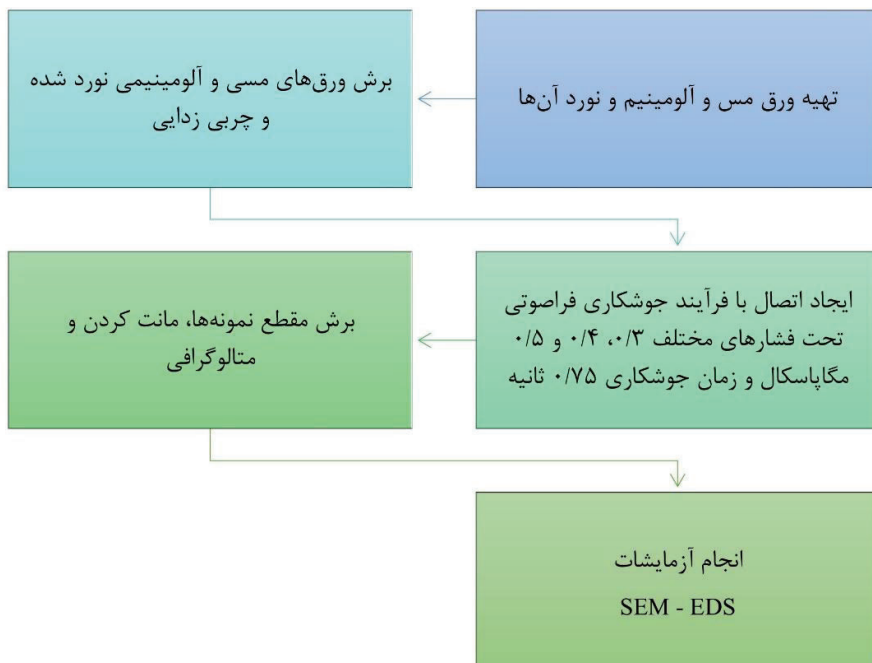 تهیه ورق مس و آلومینیم و نورد آن‌ها
برش ورق‌های مسی و آلومینیمی نورد شده
و چربی زدایی
ایجاد اتصال با فرآیند جوشکاری فراصوتی
تحت فشارهای مختلف ۰/۳، ۰/۴ و ۰/۵
مگاپاسکال و زمان جوشکاری ۰/۷۵ ثانیه
برش مقطع نمونه‌ها، مانت کردن و
متالوگرافی
انجام آزمایشات
SEM - EDS